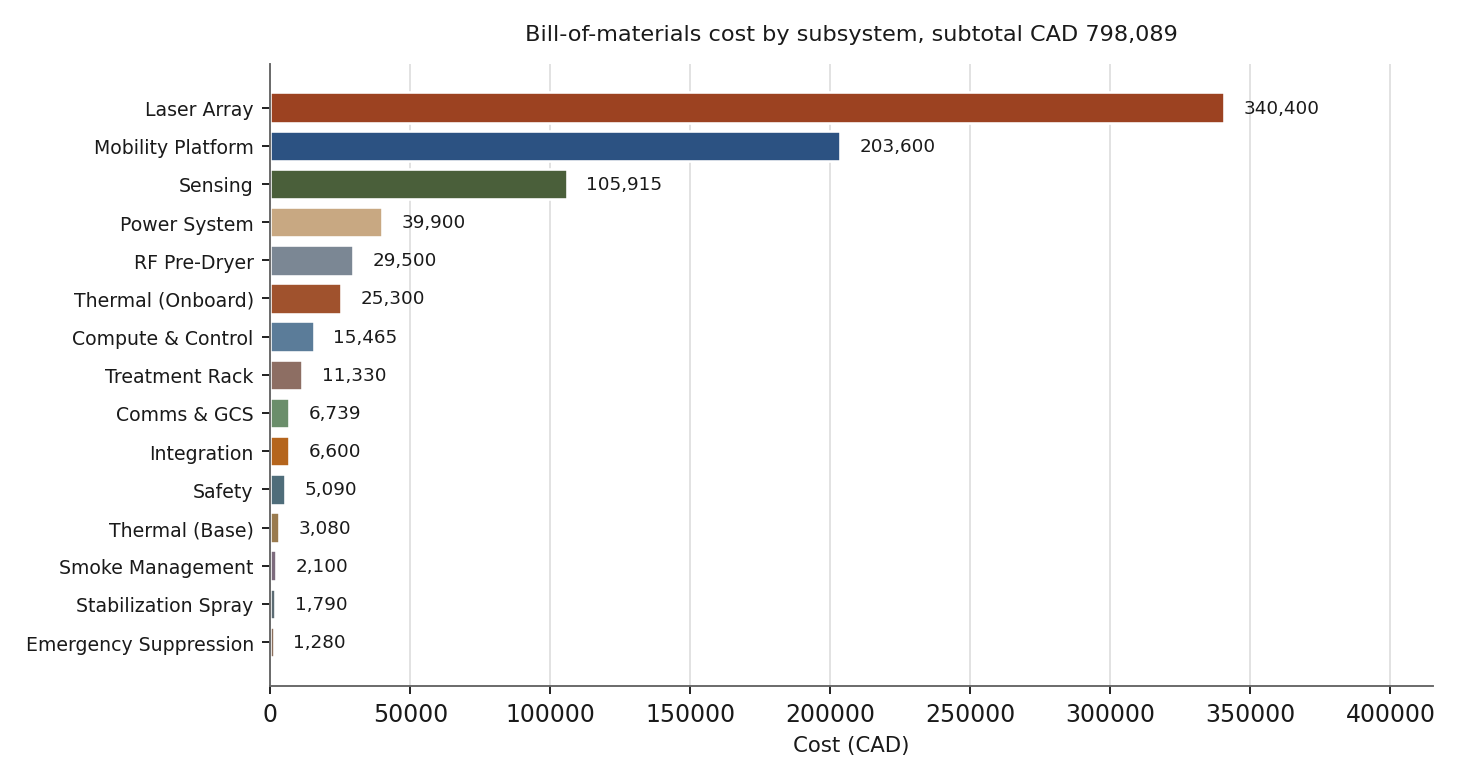 Bill-of-materials cost by subsystem, subtotal CAD 798,089
Laser Array 340,400
Mobility Platform 203,600
Sensing 105,915
Power System 39,900
RF Pre-Dryer 29,500
Thermal (Onboard) 25,300
Compute & Control 15,465
Treatment Rack 11,330
Comms & GCS 6,739
Integration 6,600
Safety 5,090
Thermal (Base) 3,080
Smoke Management 2,100
Stabilization Spray 1,790
Emergency Suppression 1,280
0 50000 100000 150000 200000 250000 300000 350000 400000
Cost (CAD)